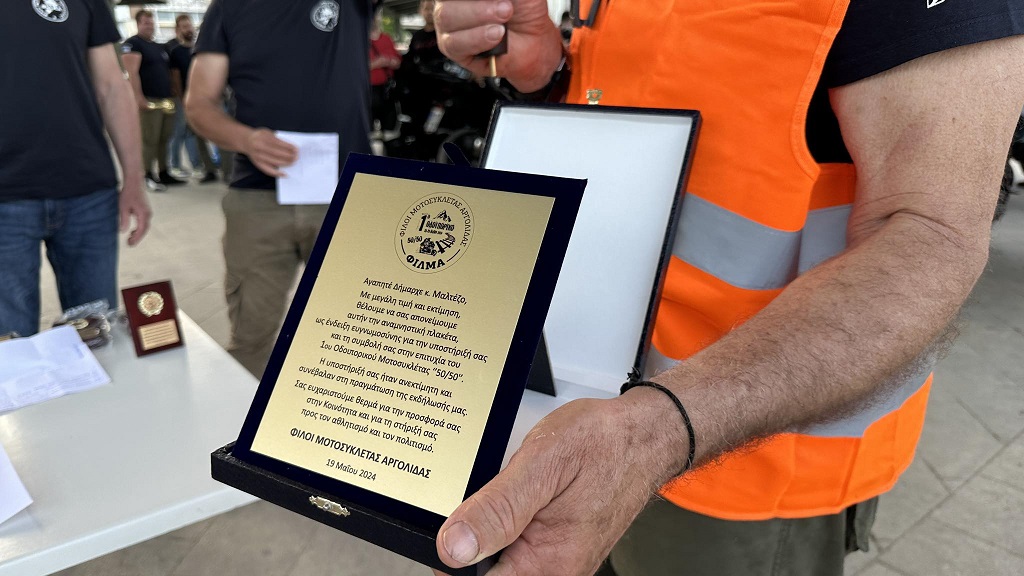 ΦΙΛΟΙ ΜΟΤΟΣΥΚΛΕΤΑΣ ΑΡΓΟΛΙΔΑΣ
1ο
50/50
ΦΙΛΜΑ
Αγαπητέ Δήμαρχε κ. Μαλτέζο,
Με μεγάλη τιμή και εκτίμηση,
θέλουμε να σας απονείμουμε
αυτήν την αναμνηστική πλακέτα,
ως ένδειξη ευγνωμοσύνης για την υποστήριξή σας
και τη συμβολή σας στην επιτυχία του
1ου Οδοιπορικού Μοτοσυκλέτας "50/50".
Η υποστήριξή σας ήταν ανεκτίμητη και
συνέβαλαν στη πραγμάτωση της εκδήλωσής μας.
Σας ευχαριστούμε θερμά για την προσφορά σας
στην Κοινότητα και για τη στήριξή σας
προς τον αθλητισμό και τον πολιτισμό.
ΦΙΛΟΙ ΜΟΤΟΣΥΚΛΕΤΑΣ ΑΡΓΟΛΙΔΑΣ
19 Μαΐου 2024